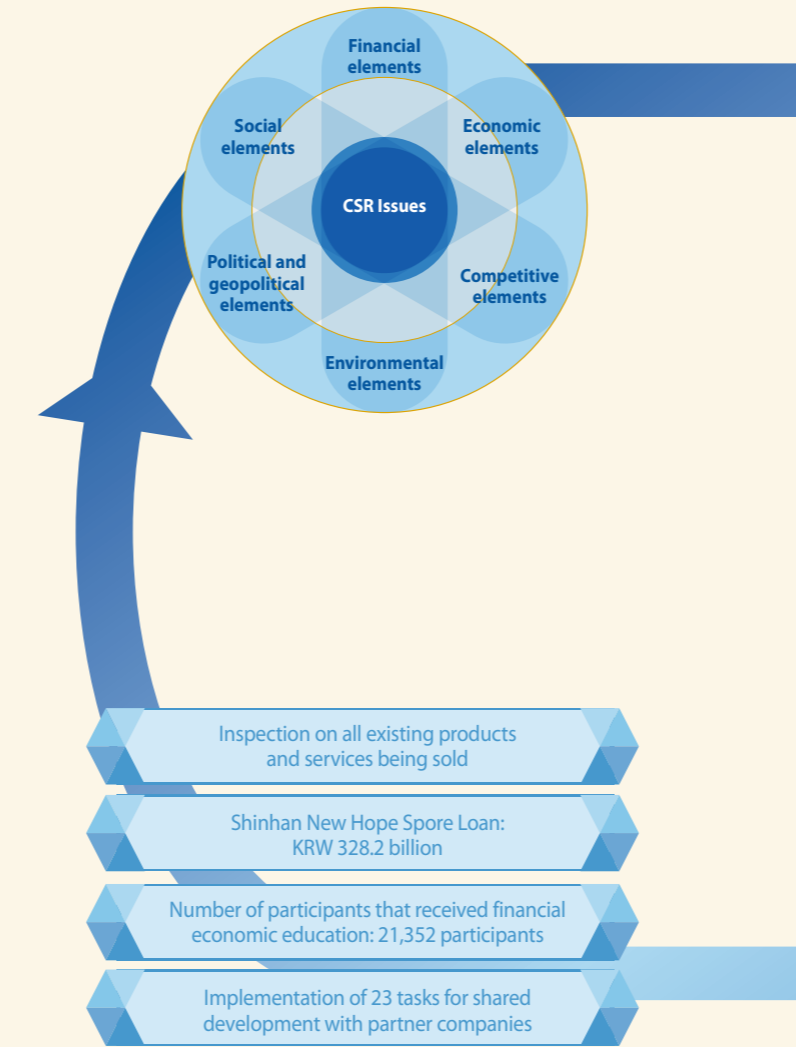 Financial
elements
Social
elements
Economic
elements
CSR Issues
Political and
geopolitical
elements
Competitive
elements
Environmental
elements
Inspection on all existing products
and services being sold
Shinhan New Hope Spore Loan:
KRW 328.2 billion
Number of participants that received financial
economic education: 21,352 participants
Implementation of 23 tasks for shared
development with partner companies